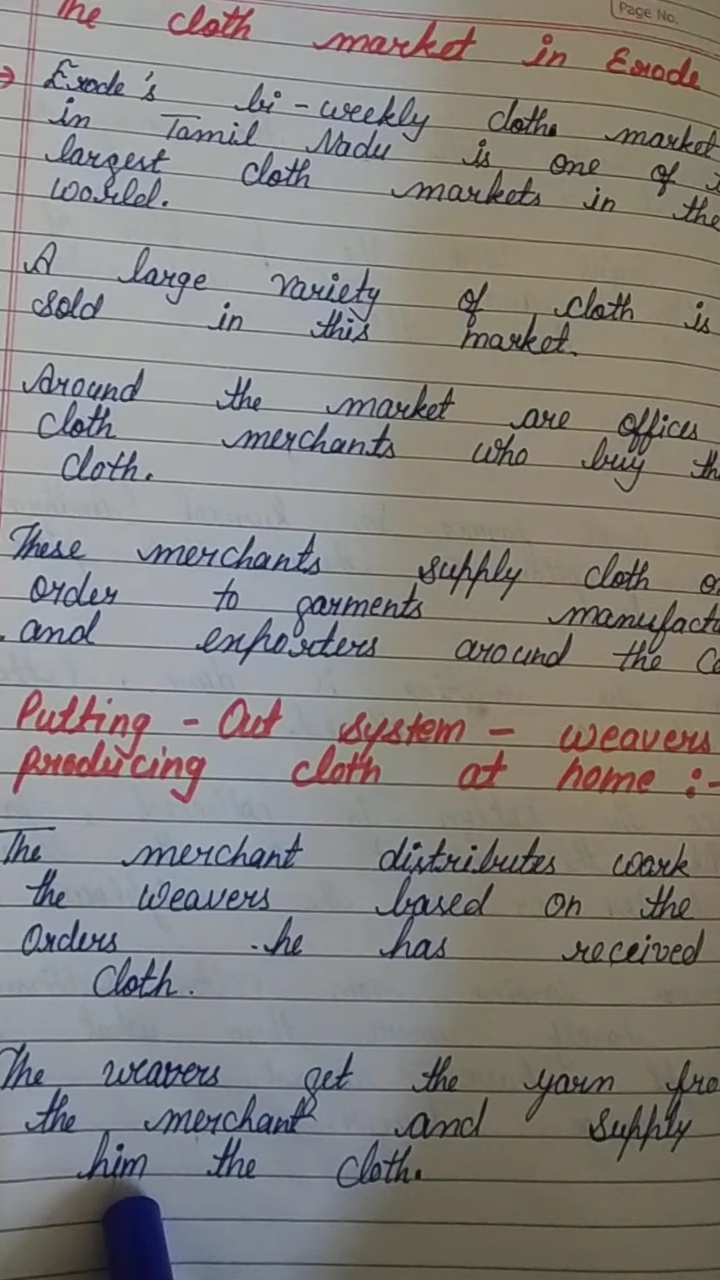 Page No.
The cloth market in Erode
Erode's bi-weekly cloth market
in Tamil Nadu is one of
largest cloth markets in the
world.
A large variety of cloth is
sold in this market.
Around the market are offices
cloth merchants who buy
cloth.
These merchants supply cloth
order to garments
and exporters around the
Putting - Out system - weavers
producing cloth at home :-
The merchant distributes work
the weavers based on the
orders he has received
cloth.
The weavers get the yarn
the merchant and supply
him the cloth.